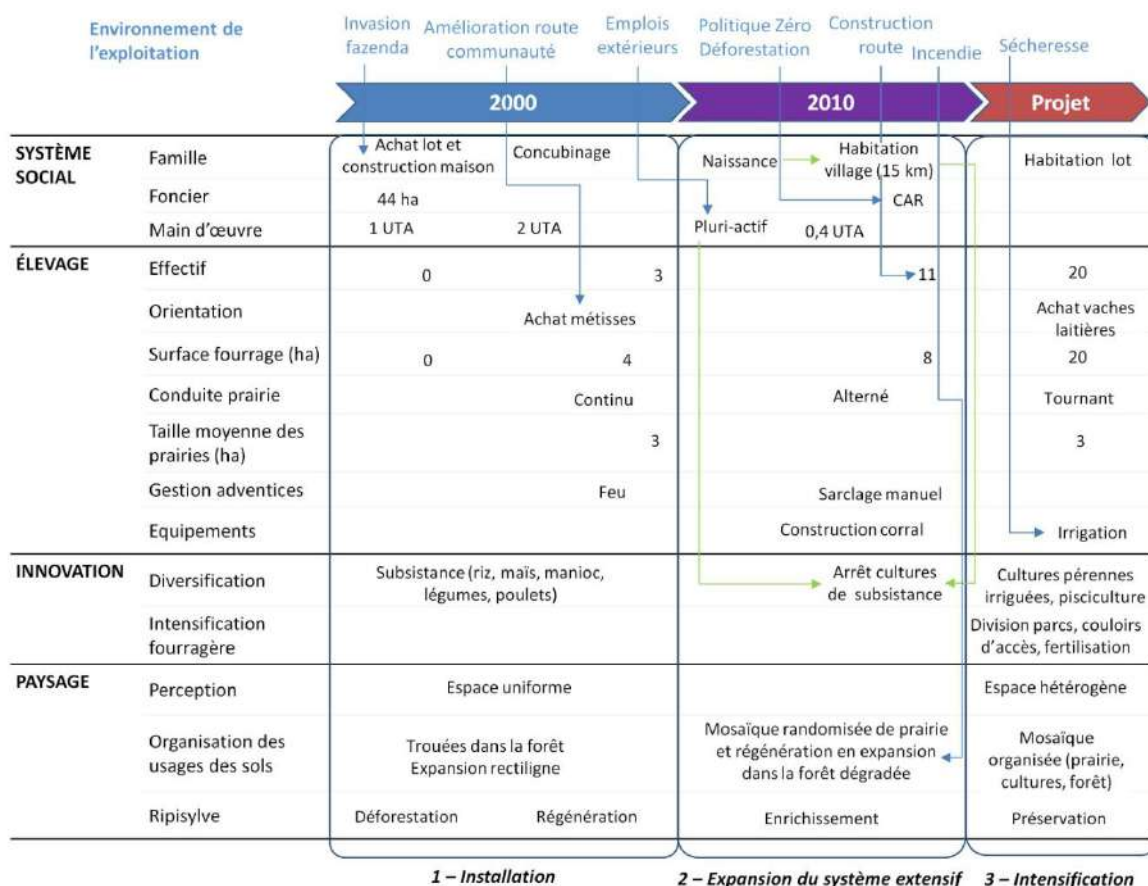 Environnement de
l'exploitation
Invasion
fazenda
Amélioration route
communauté
Emplois
extérieurs
Politique Zéro
Déforestation
Construction
route
Incendie
Sécheresse
2000
2010
Projet
SYSTÈME
SOCIAL
Famille
Achat lot et
construction maison
Concubinage
Naissance
Habitation
village (15 km)
Habitation lot
Foncier
44 ha
CAR
Main d'œuvre
1 UTA
2 UTA
Pluri-actif
0,4 UTA
ÉLEVAGE
Effectif
0
3
11
20
Orientation
Achat métisses
Achat vaches
laitières
Surface fourrage (ha)
0
4
8
20
Conduite prairie
Continu
Alterné
Tournant
Taille moyenne des
prairies (ha)
3
3
Gestion adventices
Feu
Sarclage manuel
Equipements
Construction corral
Irrigation
INNOVATION
Diversification
Subsistance (riz, maïs, manioc,
légumes, poulets)
Arrêt cultures
de subsistance
Cultures pérennes
irriguées, pisciculture
Intensification
fourragère
Division parcs, couloirs
d'accès, fertilisation
PAYSAGE
Perception
Espace uniforme
Espace hétérogène
Organisation des
usages des sols
Trouées dans la forêt
Expansion rectiligne
Mosaïque randomisée de prairie
et régénération en expansion
dans la forêt dégradée
Mosaïque
organisée (prairie,
cultures, forêt)
Ripisylve
Déforestation
Régénération
Enrichissement
Préservation
1 – Installation
2 – Expansion du système extensif
3 – Intensification